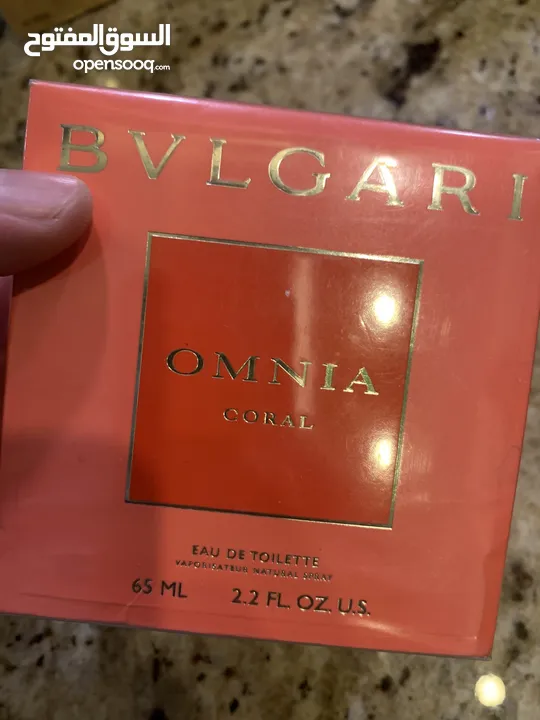 السوق المفتوح
opensooq.com
BVLGARI
OMNIA
CORAL
EAU DE TOILETTE
VAPORISATEUR NATURAL SPRAY
65 ML 2.2 FL. OZ. U.S.